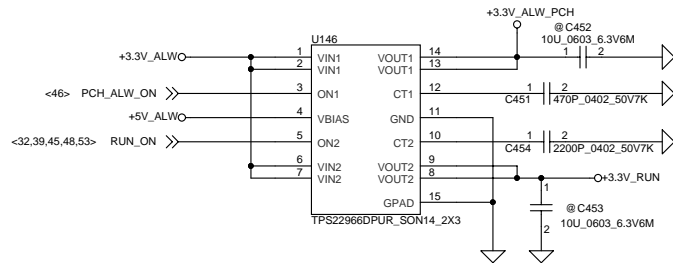 +3.3V_ALW_PCH
@C452
10U_0603_6.3V6M
U146
+3.3V_ALW
1 VIN1 VOUT1 14
2 VIN1 VOUT1 13
1 2
<46> PCH_ALW_ON
3 ON1 CT1 12
1 2
C451 470P_0402_50V7K
+5V_ALW
4 VBIAS GND 11
<32,39,45,48,53> RUN_ON
5 ON2 CT2 10
1 2
C454 2200P_0402_50V7K
6 VIN2 VOUT2 9
7 VIN2 VOUT2 8
+3.3V_RUN
GPAD 15
TPS22966DPUR_SON14_2X3
1
@C453
10U_0603_6.3V6M
2